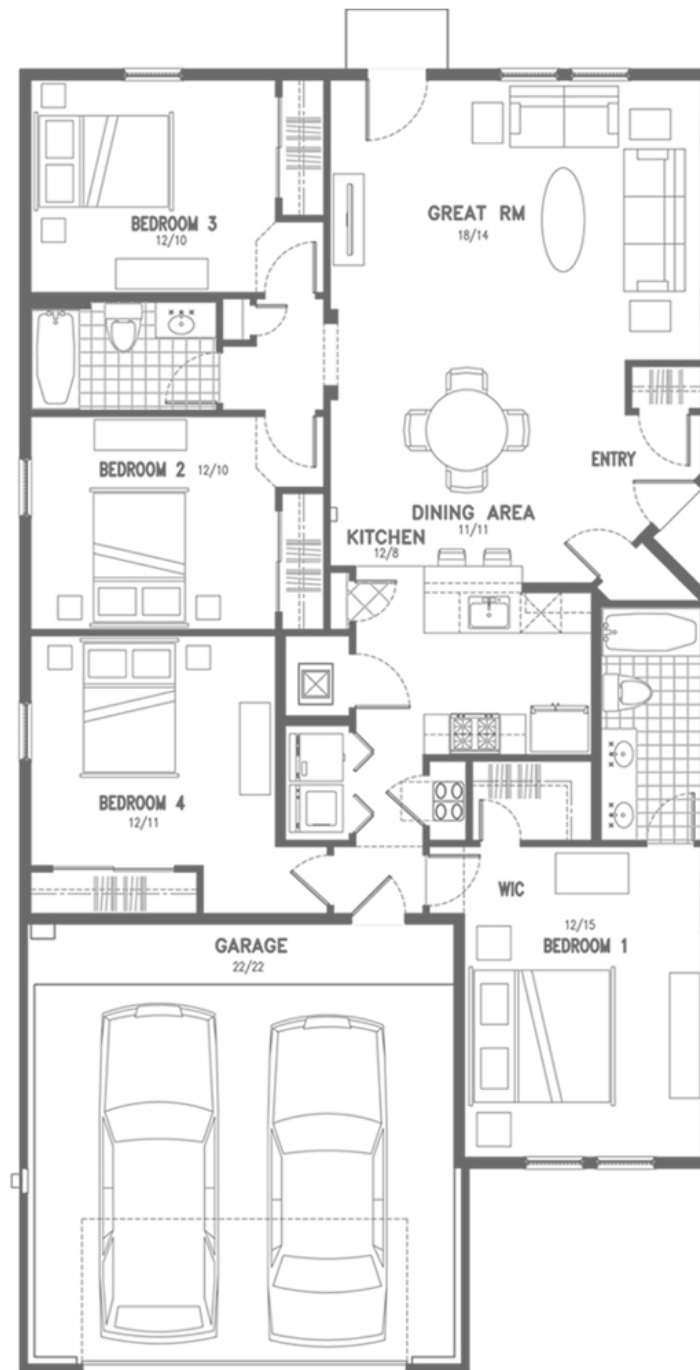 BEDROOM 3
12/10
GREAT RM
18/14
BEDROOM 2 12/10
ENTRY
DINING AREA
11/11
KITCHEN
12/8
BEDROOM 4
12/11
WIC
12/15
BEDROOM 1
GARAGE
22/22